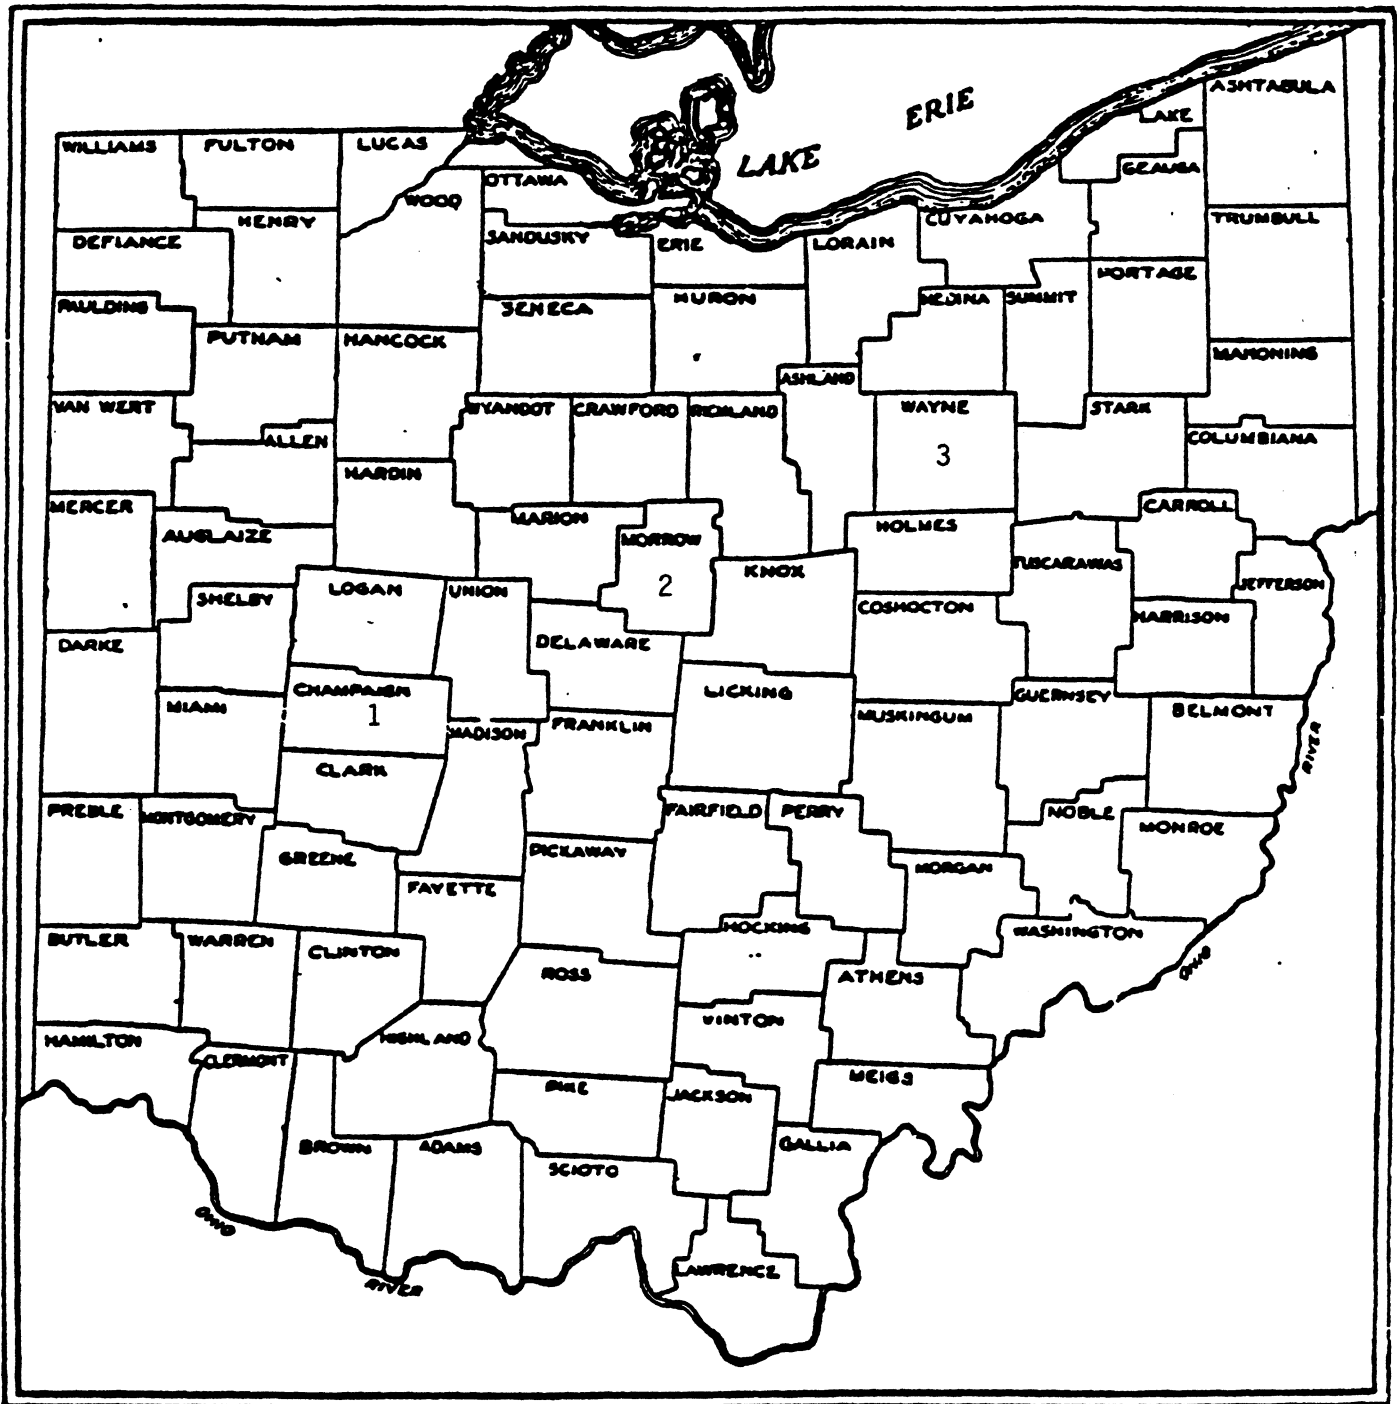 ERIE
LAKE
ASHTABULA
LAKE
GEAUGA
WILLIAMS
FULTON
LUCAS
OTTAWA
WOOD
HENRY
DEFIANCE
SANDUSKY
ERIE
LORAIN
CUYAHOGA
TRUMBULL
PORTAGE
PAULDING
SENECA
HURON
MEDINA
SUMMIT
PUTNAM
HANCOCK
MAHONING
ASHLAND
VAN WERT
WYANDOT
CRAWFORD
RICHLAND
WAYNE
3
STARK
ALLEN
COLUMBIANA
HARDIN
MERCER
AUGLAIZE
MARION
MORROW
2
HOLMES
CARROLL
KNOX
TUSCARAWAS
JEFFERSON
SHELBY
LOGAN
UNION
COSHOCTON
HARRISON
DARKE
DELAWARE
CHAMPAIGN
1
LICKING
GUERNSEY
MIAMI
MADISON
FRANKLIN
MUSKINGUM
BELMONT
RIVER
CLARK
PREBLE
MONTGOMERY
FAIRFIELD
PERRY
NOBLE
MONROE
GREENE
PICKAWAY
MORGAN
FAYETTE
BUTLER
WARREN
CLINTON
HOCKING
WASHINGTON
OHIO
ROSS
ATHENS
HAMILTON
CLERMONT
HIGHLAND
VINTON
PIKE
JACKSON
MEIGS
BROWN
ADAMS
SCIOTO
GALLIA
OHIO
RIVER
LAWRENCE